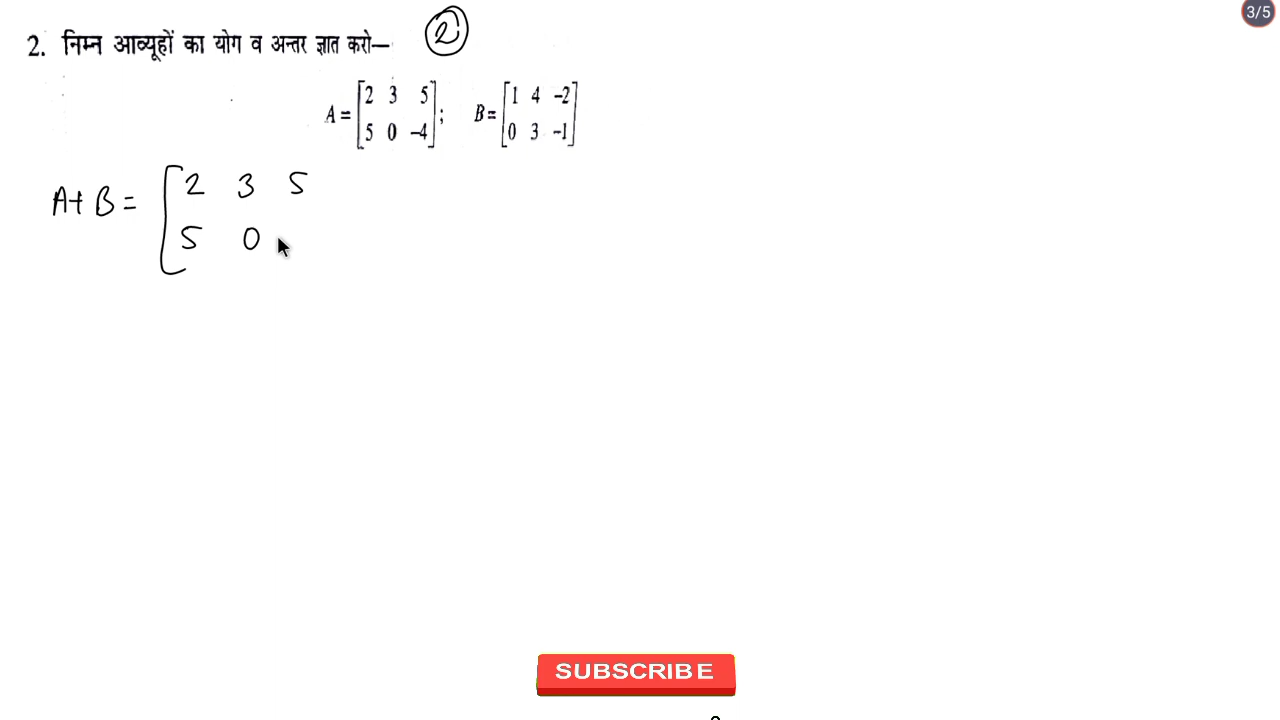 3/5
2. निम्न आव्यूहों का योग व अन्तर ज्ञात करो— 2
A = [2 3 5; B = [1 4 -2]
5 0 -4] 0 3 -1]
A+B = [2 3 5
5 0
SUBSCRIBE